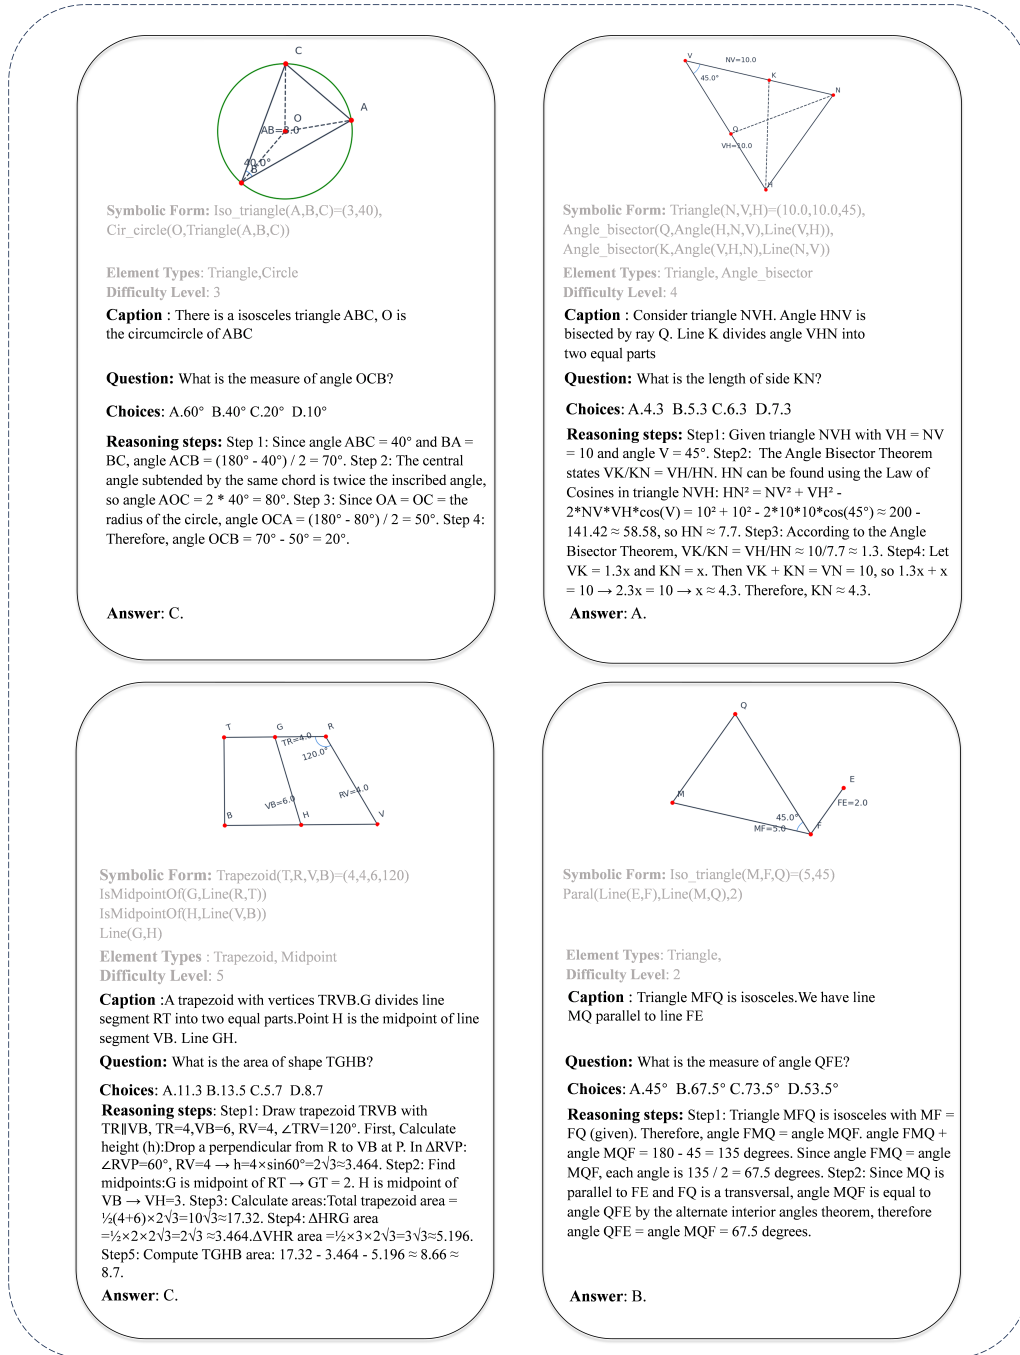 C
A
O
AB=3.0
40.0°
B
Symbolic Form: Iso_triangle(A,B,C)=(3,40),
Cir_circle(O,Triangle(A,B,C))
Element Types: Triangle,Circle
Difficulty Level: 3
Caption : There is a isosceles triangle ABC, O is
the circumcircle of ABC
Question: What is the measure of angle OCB?
Choices: A.60° B.40° C.20° D.10°
Reasoning steps: Step 1: Since angle ABC = 40° and BA =
BC, angle ACB = (180° - 40°) / 2 = 70°. Step 2: The central
angle subtended by the same chord is twice the inscribed angle,
so angle AOC = 2 * 40° = 80°. Step 3: Since OA = OC = the
radius of the circle, angle OCA = (180° - 80°) / 2 = 50°. Step 4:
Therefore, angle OCB = 70° - 50° = 20°.
Answer: C.
V
NV=10.0
K
45.0°
N
Q
VH=10.0
H
Symbolic Form: Triangle(N,V,H)=(10.0,10.0,45),
Angle_bisector(Q,Angle(H,N,V),Line(V,H)),
Angle_bisector(K,Angle(V,H,N),Line(N,V))
Element Types: Triangle, Angle_bisector
Difficulty Level: 4
Caption : Consider triangle NVH. Angle HNV is
bisected by ray Q. Line K divides angle VHN into
two equal parts
Question: What is the length of side KN?
Choices: A.4.3 B.5.3 C.6.3 D.7.3
Reasoning steps: Step1: Given triangle NVH with VH = NV
= 10 and angle V = 45°. Step2: The Angle Bisector Theorem
states VK/KN = VH/HN. HN can be found using the Law of
Cosines in triangle NVH: HN² = NV² + VH² -
2*NV*VH*cos(V) = 10² + 10² - 2*10*10*cos(45°) ≈ 200 -
141.42 ≈ 58.58, so HN ≈ 7.7. Step3: According to the Angle
Bisector Theorem, VK/KN = VH/HN ≈ 10/7.7 ≈ 1.3. Step4: Let
VK = 1.3x and KN = x. Then VK + KN = VN = 10, so 1.3x + x
= 10 → 2.3x = 10 → x ≈ 4.3. Therefore, KN ≈ 4.3.
Answer: A.
T
G
R
TR=4.0
120.0°
RV=4.0
VB=6.0
B
H
V
Symbolic Form: Trapezoid(T,R,V,B)=(4,4,6,120)
IsMidpointOf(G,Line(R,T))
IsMidpointOf(H,Line(V,B))
Line(G,H)
Element Types : Trapezoid, Midpoint
Difficulty Level: 5
Caption :A trapezoid with vertices TRVB.G divides line
segment RT into two equal parts.Point H is the midpoint of line
segment VB. Line GH.
Question: What is the area of shape TGHB?
Choices: A.11.3 B.13.5 C.5.7 D.8.7
Reasoning steps: Step1: Draw trapezoid TRVB with
TR∥VB, TR=4,VB=6, RV=4, ∠TRV=120°. First, Calculate
height (h):Drop a perpendicular from R to VB at P. In ΔRVP:
∠RVP=60°, RV=4 → h=4×sin60°=2√3≈3.464. Step2: Find
midpoints:G is midpoint of RT → GT = 2. H is midpoint of
VB → VH=3. Step3: Calculate areas:Total trapezoid area =
½(4+6)×2√3=10√3≈17.32. Step4: ΔHRG area
=½×2×2√3=2√3 ≈3.464.ΔVHR area =½×3×2√3=3√3≈5.196.
Step5: Compute TGHB area: 17.32 - 3.464 - 5.196 ≈ 8.66 ≈
8.7.
Answer: C.
Q
E
M
FE=2.0
45.0°
MF=5.0
F
Symbolic Form: Iso_triangle(M,F,Q)=(5,45)
Paral(Line(E,F),Line(M,Q),2)
Element Types: Triangle,
Difficulty Level: 2
Caption : Triangle MFQ is isosceles.We have line
MQ parallel to line FE
Question: What is the measure of angle QFE?
Choices: A.45° B.67.5° C.73.5° D.53.5°
Reasoning steps: Step1: Triangle MFQ is isosceles with MF =
FQ (given). Therefore, angle FMQ = angle MQF. angle FMQ +
angle MQF = 180 - 45 = 135 degrees. Since angle FMQ = angle
MQF, each angle is 135 / 2 = 67.5 degrees. Step2: Since MQ is
parallel to FE and FQ is a transversal, angle MQF is equal to
angle QFE by the alternate interior angles theorem, therefore
angle QFE = angle MQF = 67.5 degrees.
Answer: B.